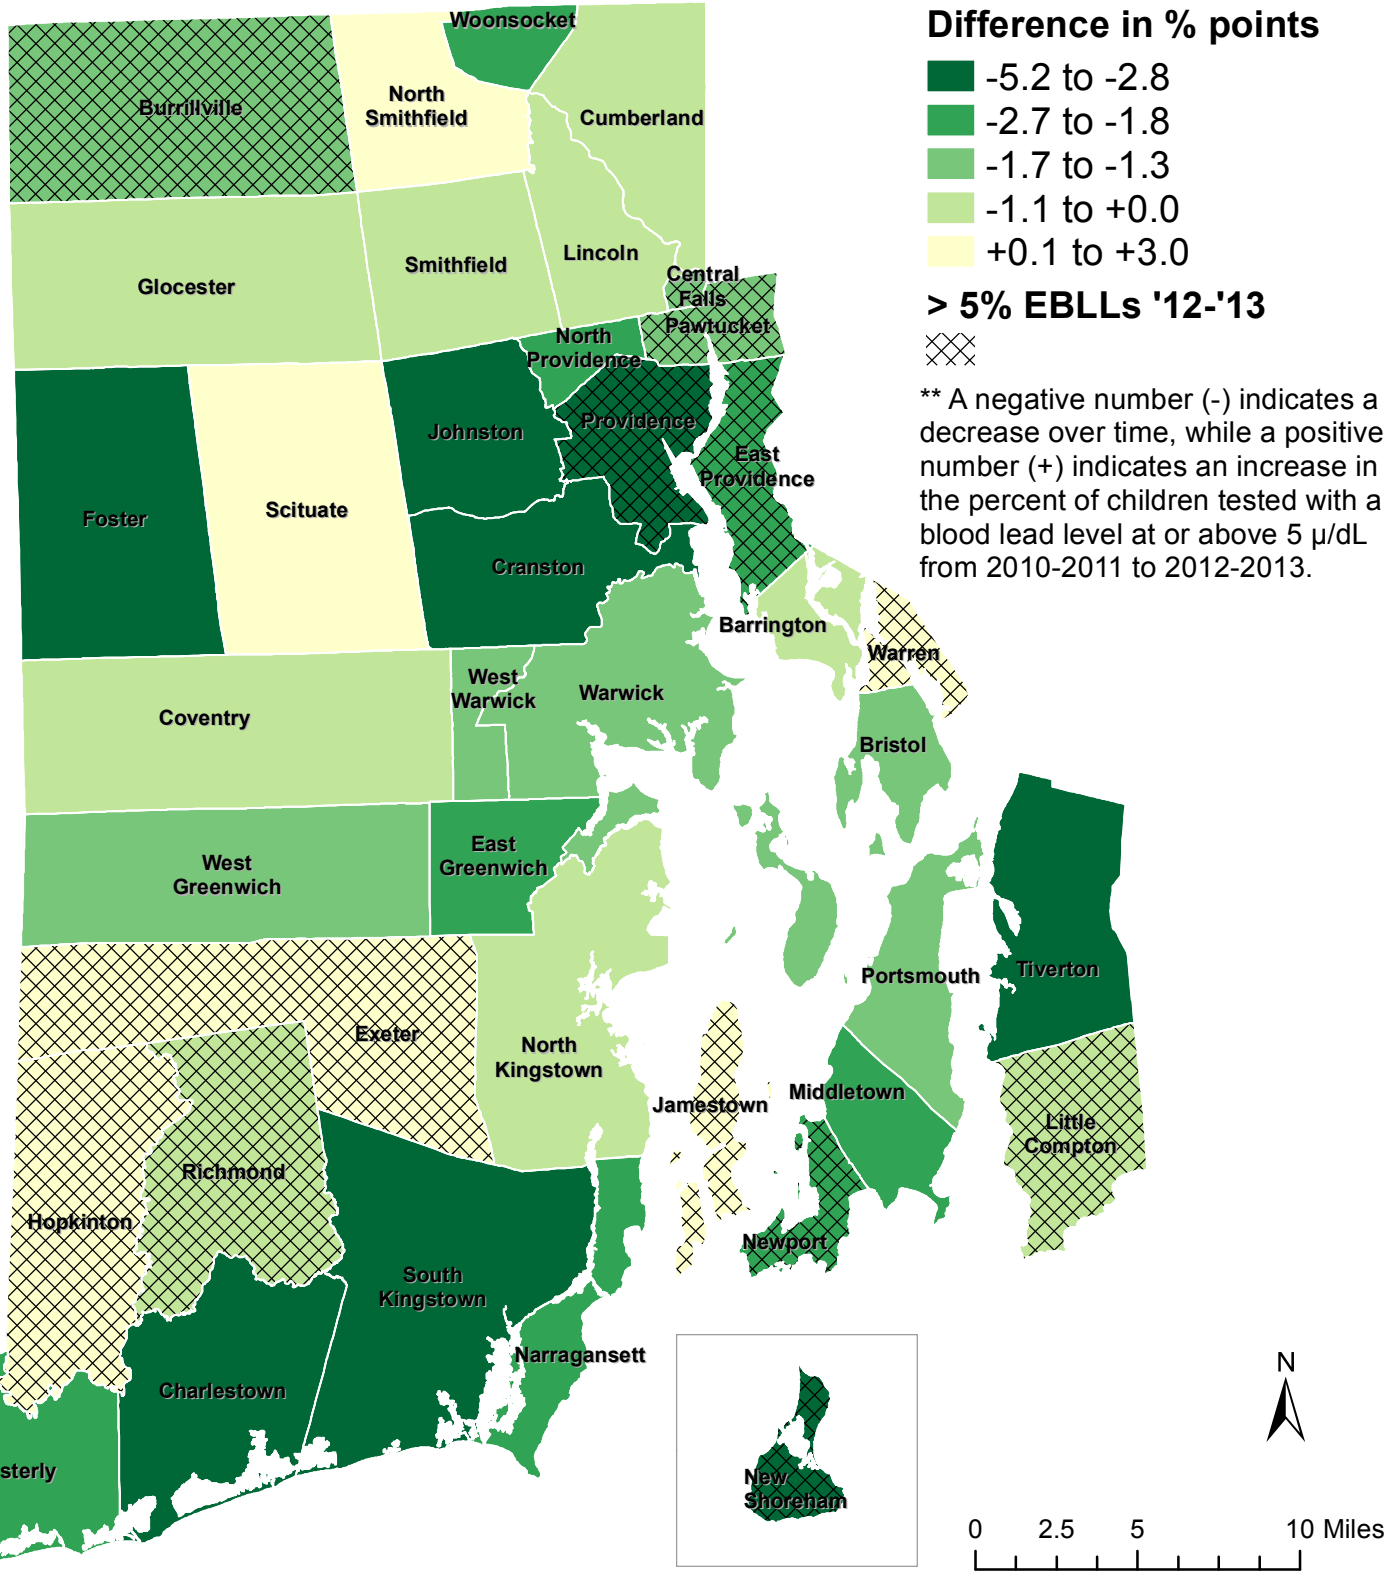 Woonsocket
Burrillville
North
Smithfield
Cumberland
Glocester
Smithfield
Lincoln
Central
Falls
Pawtucket
North
Providence
Foster
Scituate
Johnston
Providence
East
Providence
Cranston
Barrington
Warren
Coventry
West
Warwick
Warwick
Bristol
West
Greenwich
East
Greenwich
Portsmouth
Tiverton
Exeter
North
Kingstown
Jamestown
Middletown
Little
Compton
Richmond
Hopkinton
Newport
South
Kingstown
Narragansett
Charlestown
sterly
New
Shoreham
Difference in % points
-5.2 to -2.8
-2.7 to -1.8
-1.7 to -1.3
-1.1 to +0.0
+0.1 to +3.0
> 5% EBLLs '12-'13
** A negative number (-) indicates a
decrease over time, while a positive
number (+) indicates an increase in
the percent of children tested with a
blood lead level at or above 5 µ/dL
from 2010-2011 to 2012-2013.
N
0 2.5 5 10 Miles